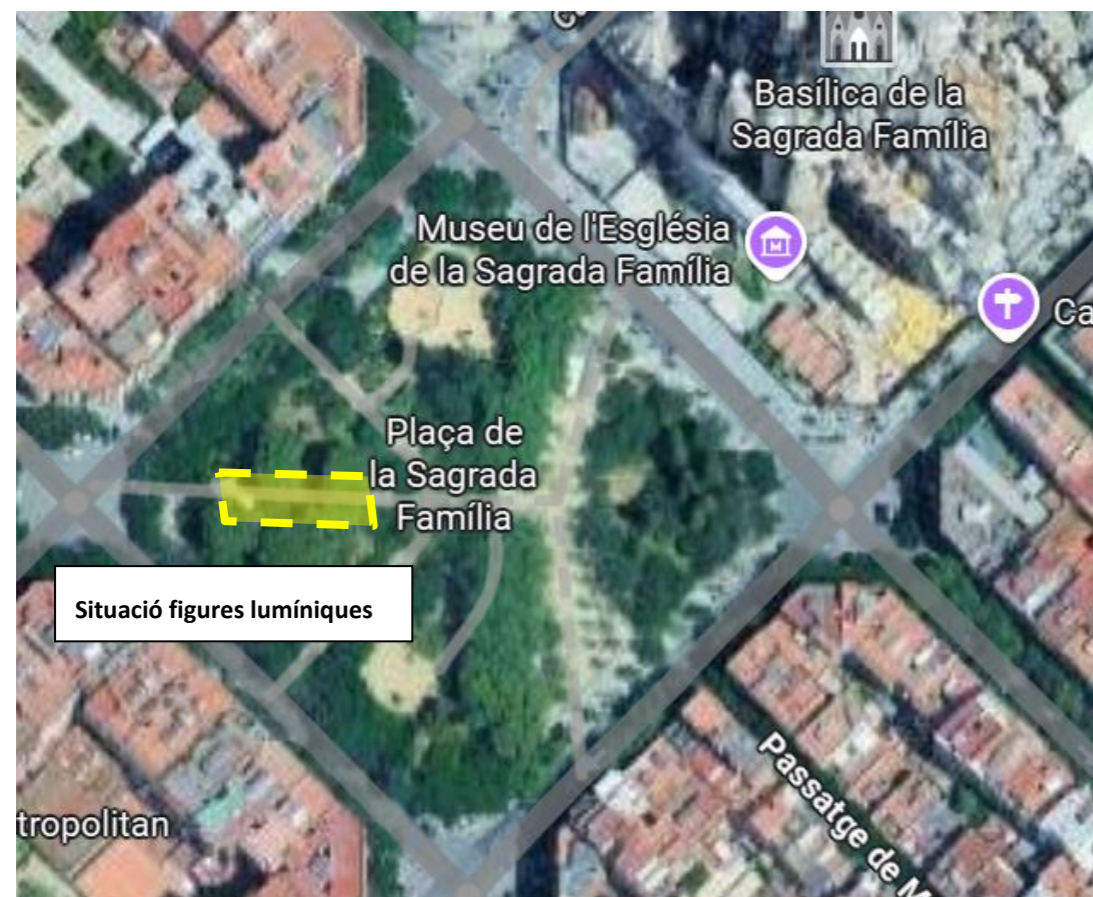 Basílica de la
Sagrada Família
Museu de l'Església
de la Sagrada Família
Ca
Plaça de
la Sagrada
Família
Situació figures lumíniques
Passatge de M
tropolitan